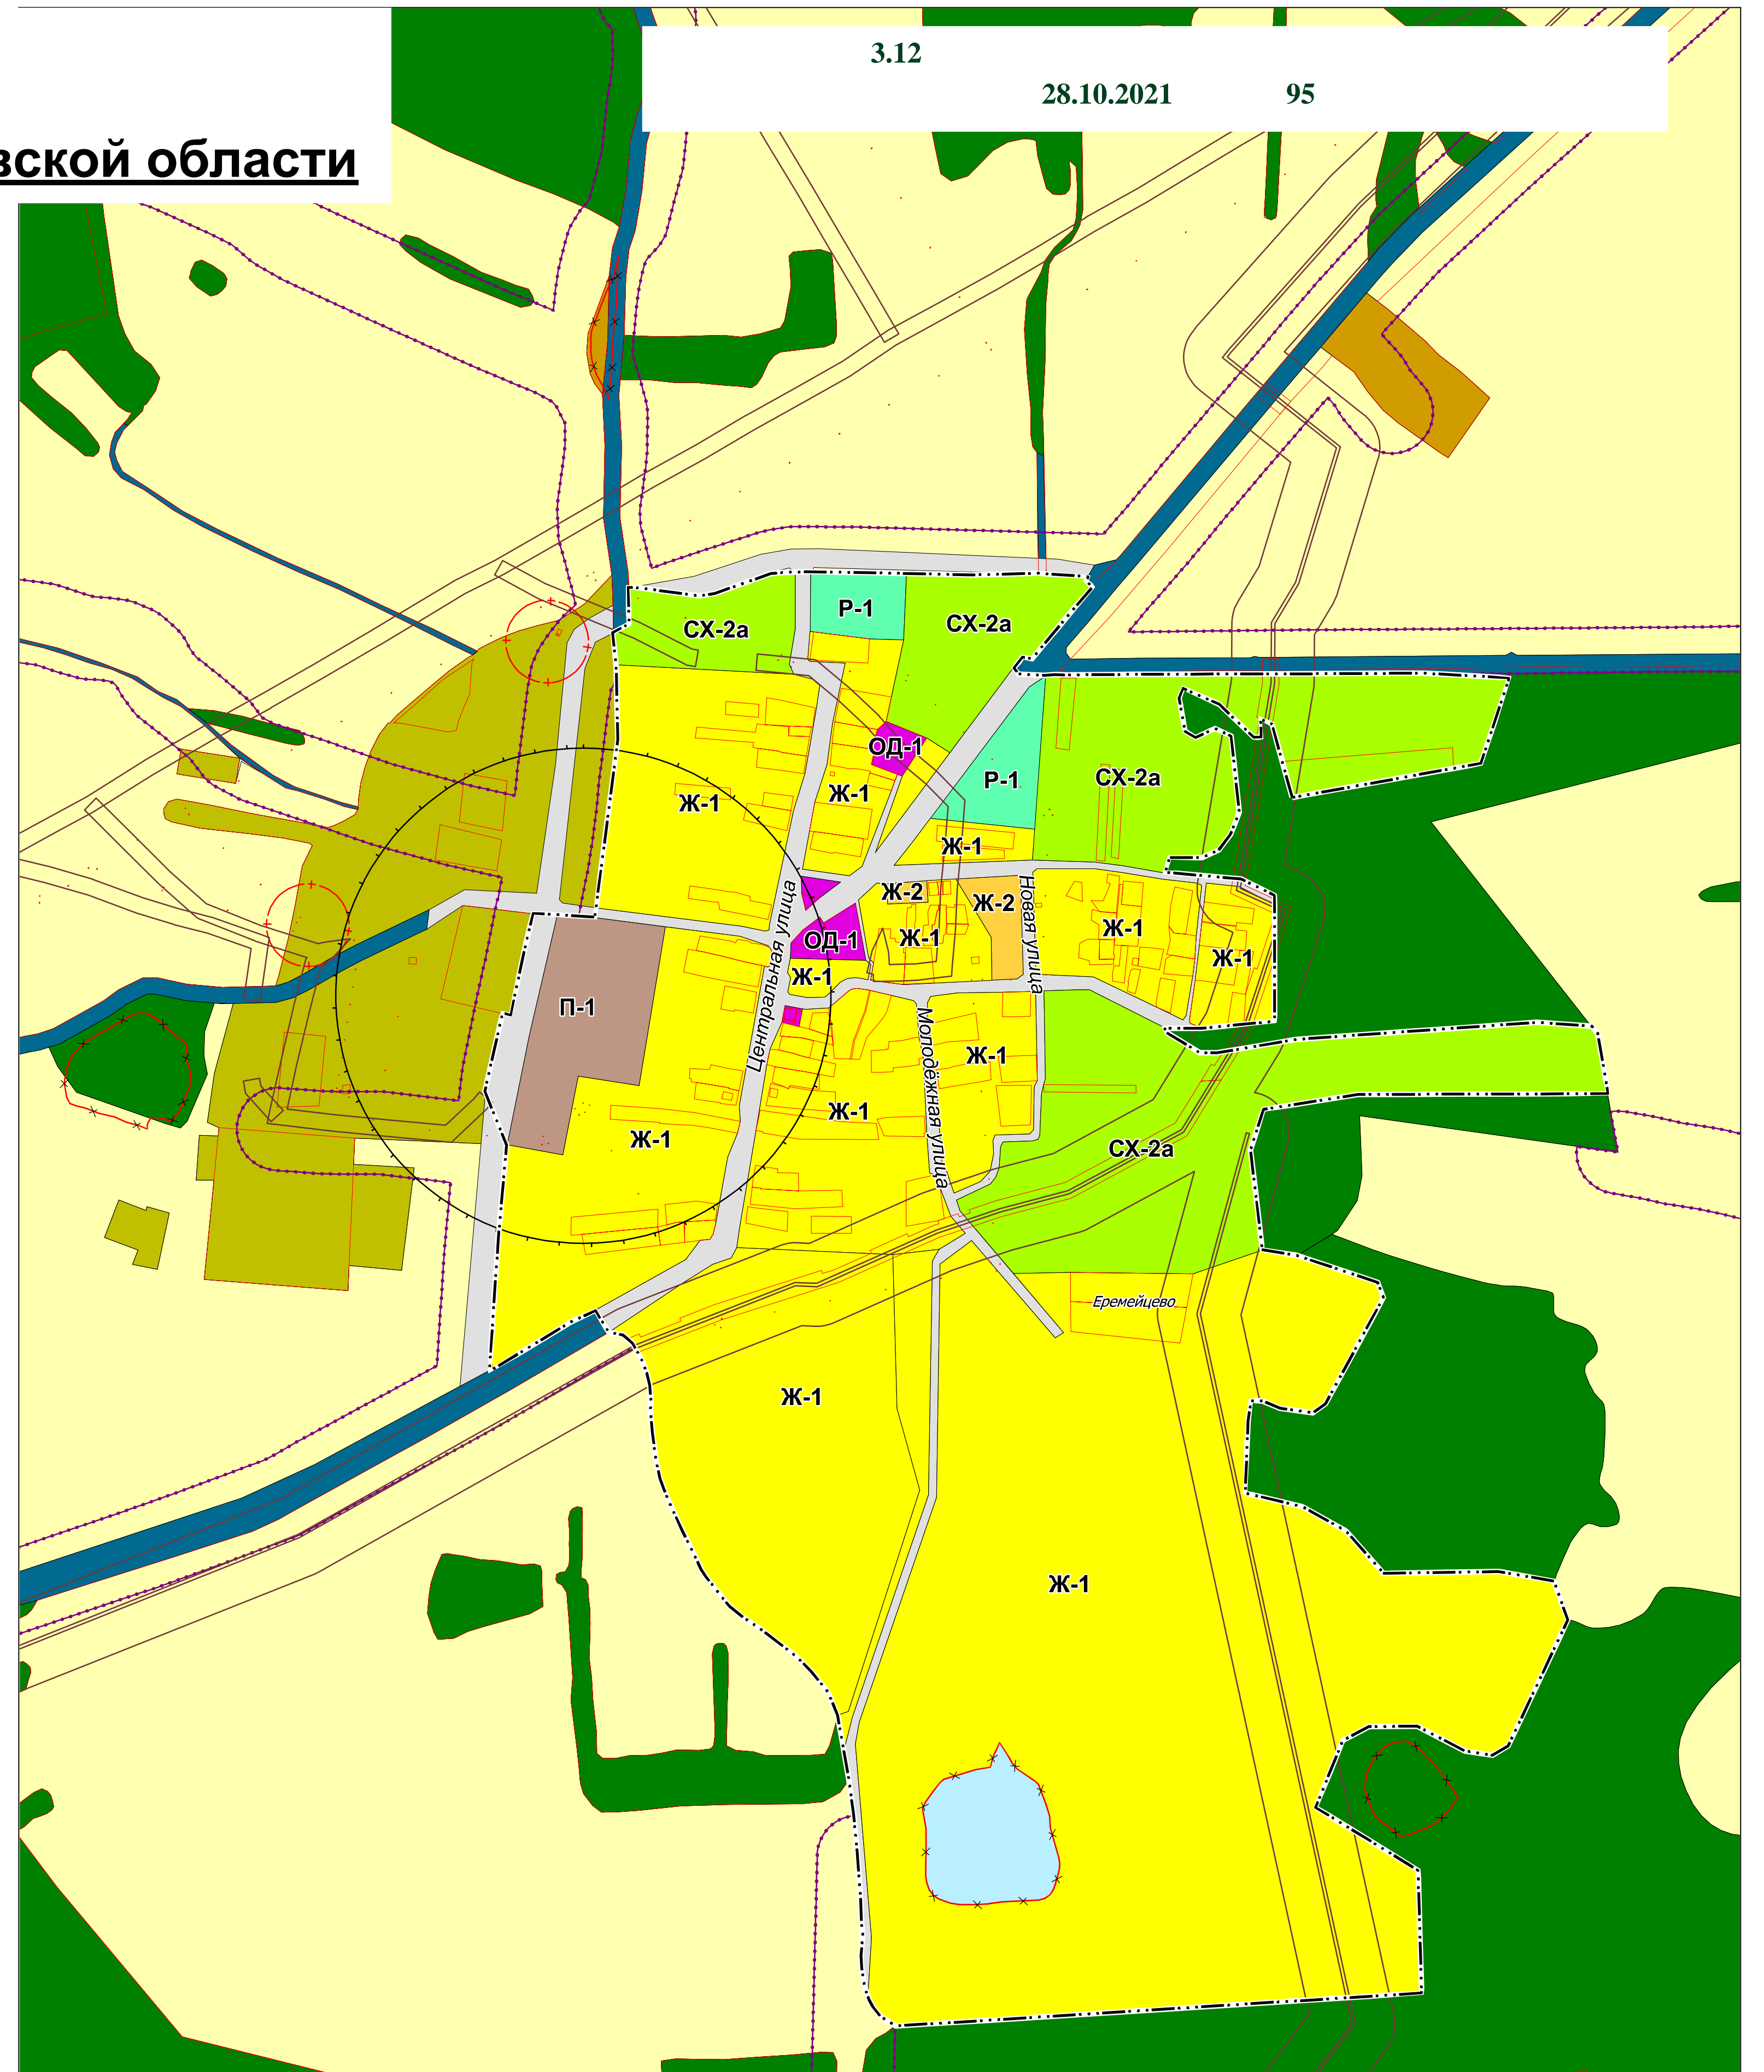 3.12
28.10.2021 95
вской области
Р-1
СХ-2а
СХ-2а
ОД-1
Р-1
СХ-2а
Ж-1
Ж-1
Ж-1
Ж-2
Ж-2
Новая улица
Ж-1
Ж-1
ОД-1
Ж-1
Ж-1
Центральная улица
П-1
Молодёжная улица
Ж-1
Ж-1
Ж-1
СХ-2а
Еремейцево
Ж-1
Ж-1